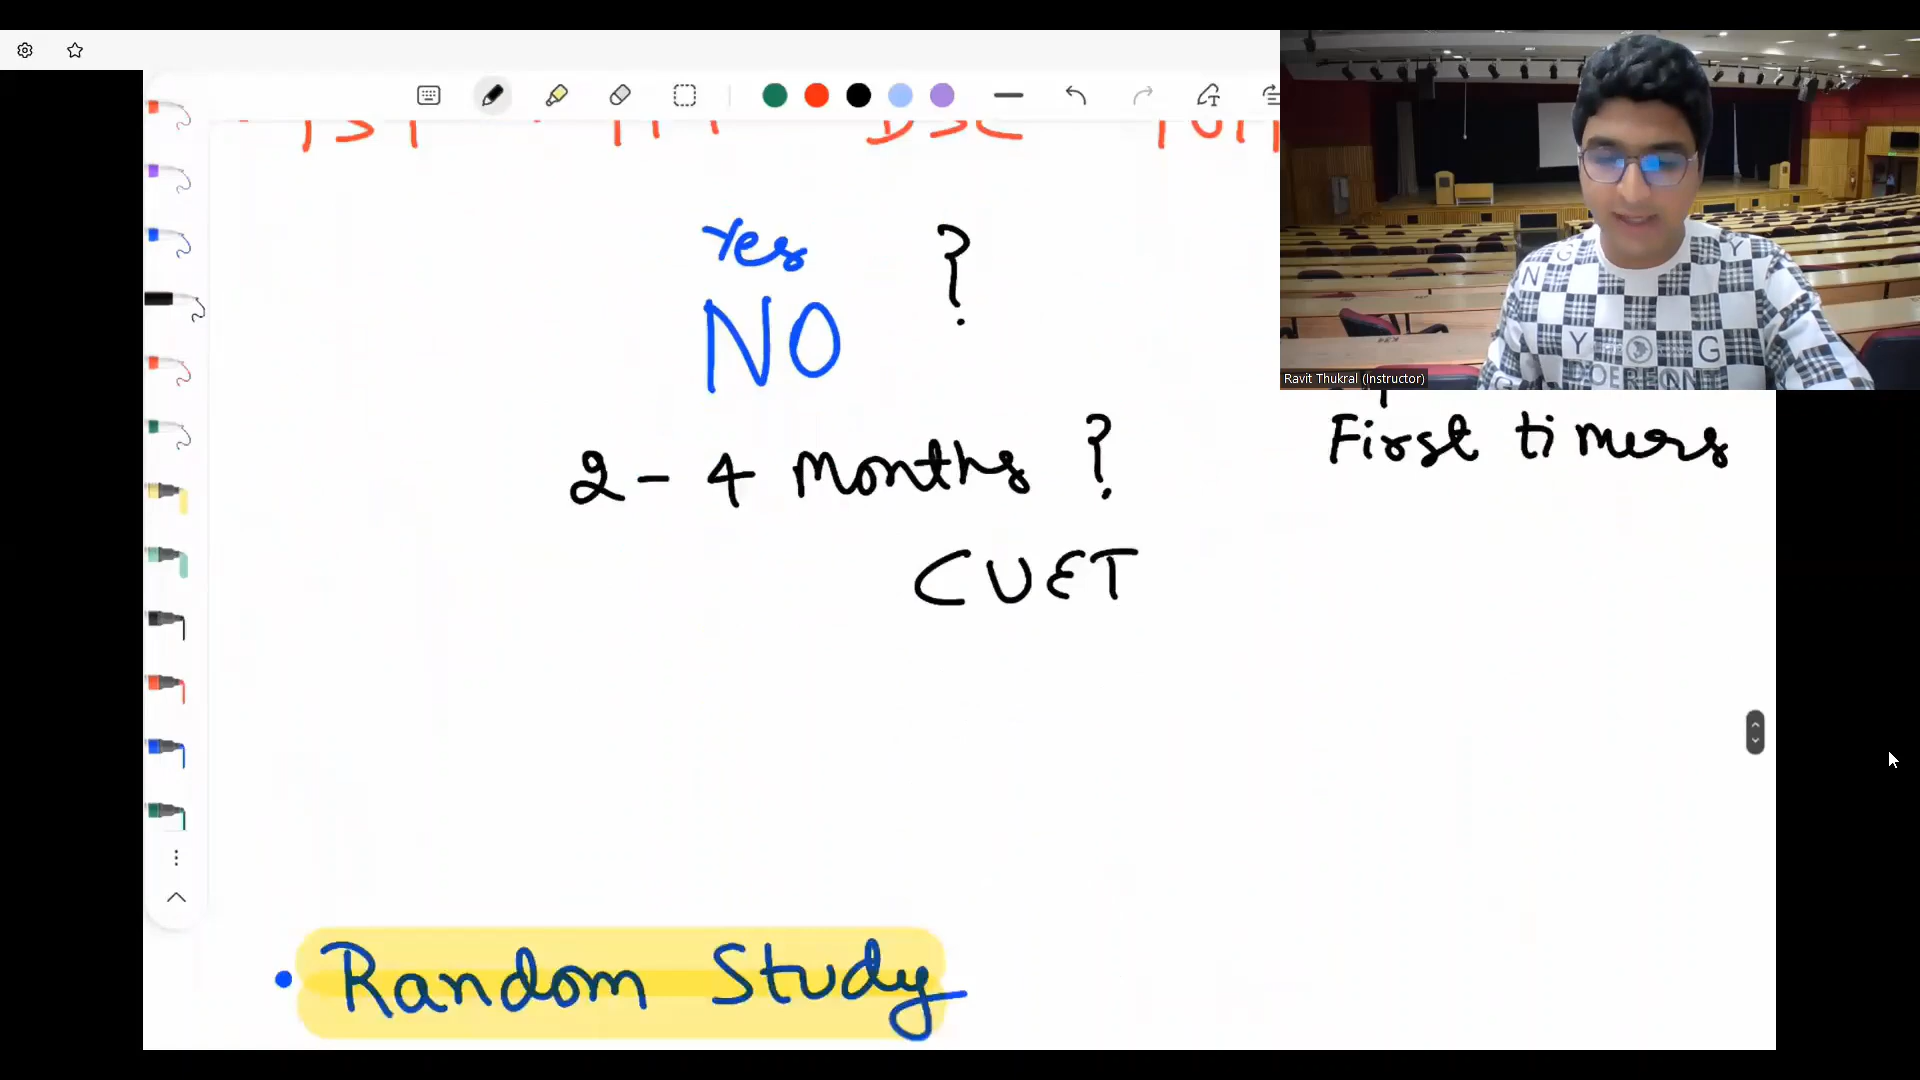 Yes ?
NO
2 - 4 Months ?
First timers
CUET
• Random Study
Ravit Thukral (Instructor)